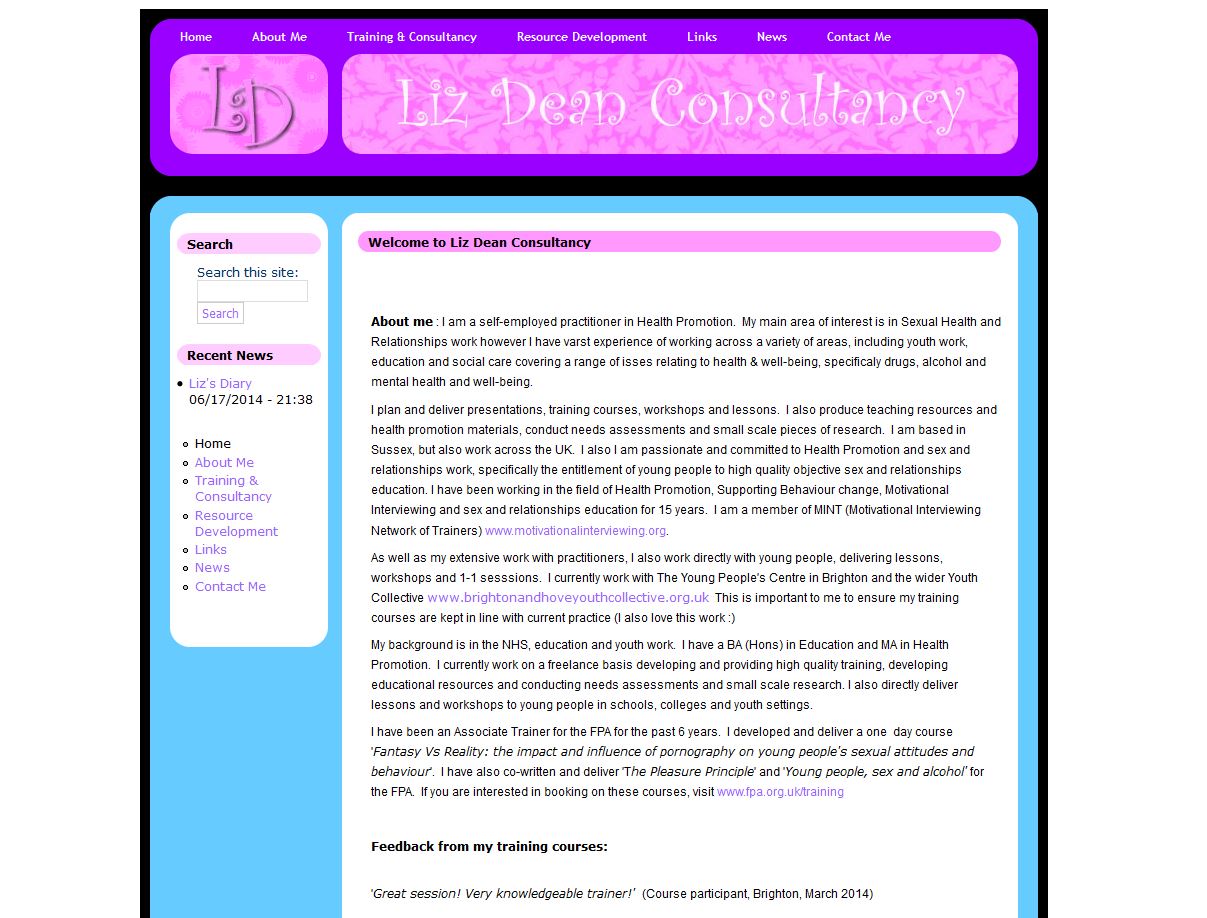 Home About Me Training & Consultancy Resource Development Links News Contact Me
LD Liz Dean Consultancy
Search
Search this site:
Search
Recent News
Liz's Diary
06/17/2014 - 21:38
Home
About Me
Training &
Consultancy
Resource
Development
Links
News
Contact Me
Welcome to Liz Dean Consultancy
About me : I am a self-employed practitioner in Health Promotion. My main area of interest is in Sexual Health and
Relationships work however I have varst experience of working across a variety of areas, including youth work,
education and social care covering a range of isses relating to health & well-being, specificaly drugs, alcohol and
mental health and well-being.
I plan and deliver presentations, training courses, workshops and lessons. I also produce teaching resources and
health promotion materials, conduct needs assessments and small scale pieces of research. I am based in
Sussex, but also work across the UK. I also I am passionate and committed to Health Promotion and sex and
relationships work, specifically the entitlement of young people to high quality objective sex and relationships
education. I have been working in the field of Health Promotion, Supporting Behaviour change, Motivational
Interviewing and sex and relationships education for 15 years. I am a member of MINT (Motivational Interviewing
Network of Trainers) www.motivationalinterviewing.org.
As well as my extensive work with practitioners, I also work directly with young people, delivering lessons,
workshops and 1-1 sesssions. I currently work with The Young People's Centre in Brighton and the wider Youth
Collective www.brightonandhoveyouthcollective.org.uk This is important to me to ensure my training
courses are kept in line with current practice (I also love this work :)
My background is in the NHS, education and youth work. I have a BA (Hons) in Education and MA in Health
Promotion. I currently work on a freelance basis developing and providing high quality training, developing
educational resources and conducting needs assessments and small scale research. I also directly deliver
lessons and workshops to young people in schools, colleges and youth settings.
I have been an Associate Trainer for the FPA for the past 6 years. I developed and deliver a one day course
'Fantasy Vs Reality: the impact and influence of pornography on young people's sexual attitudes and
behaviour'. I have also co-written and deliver 'The Pleasure Principle' and 'Young people, sex and alcohol' for
the FPA. If you are interested in booking on these courses, visit www.fpa.org.uk/training
Feedback from my training courses:
'Great session! Very knowledgeable trainer!' (Course participant, Brighton, March 2014)